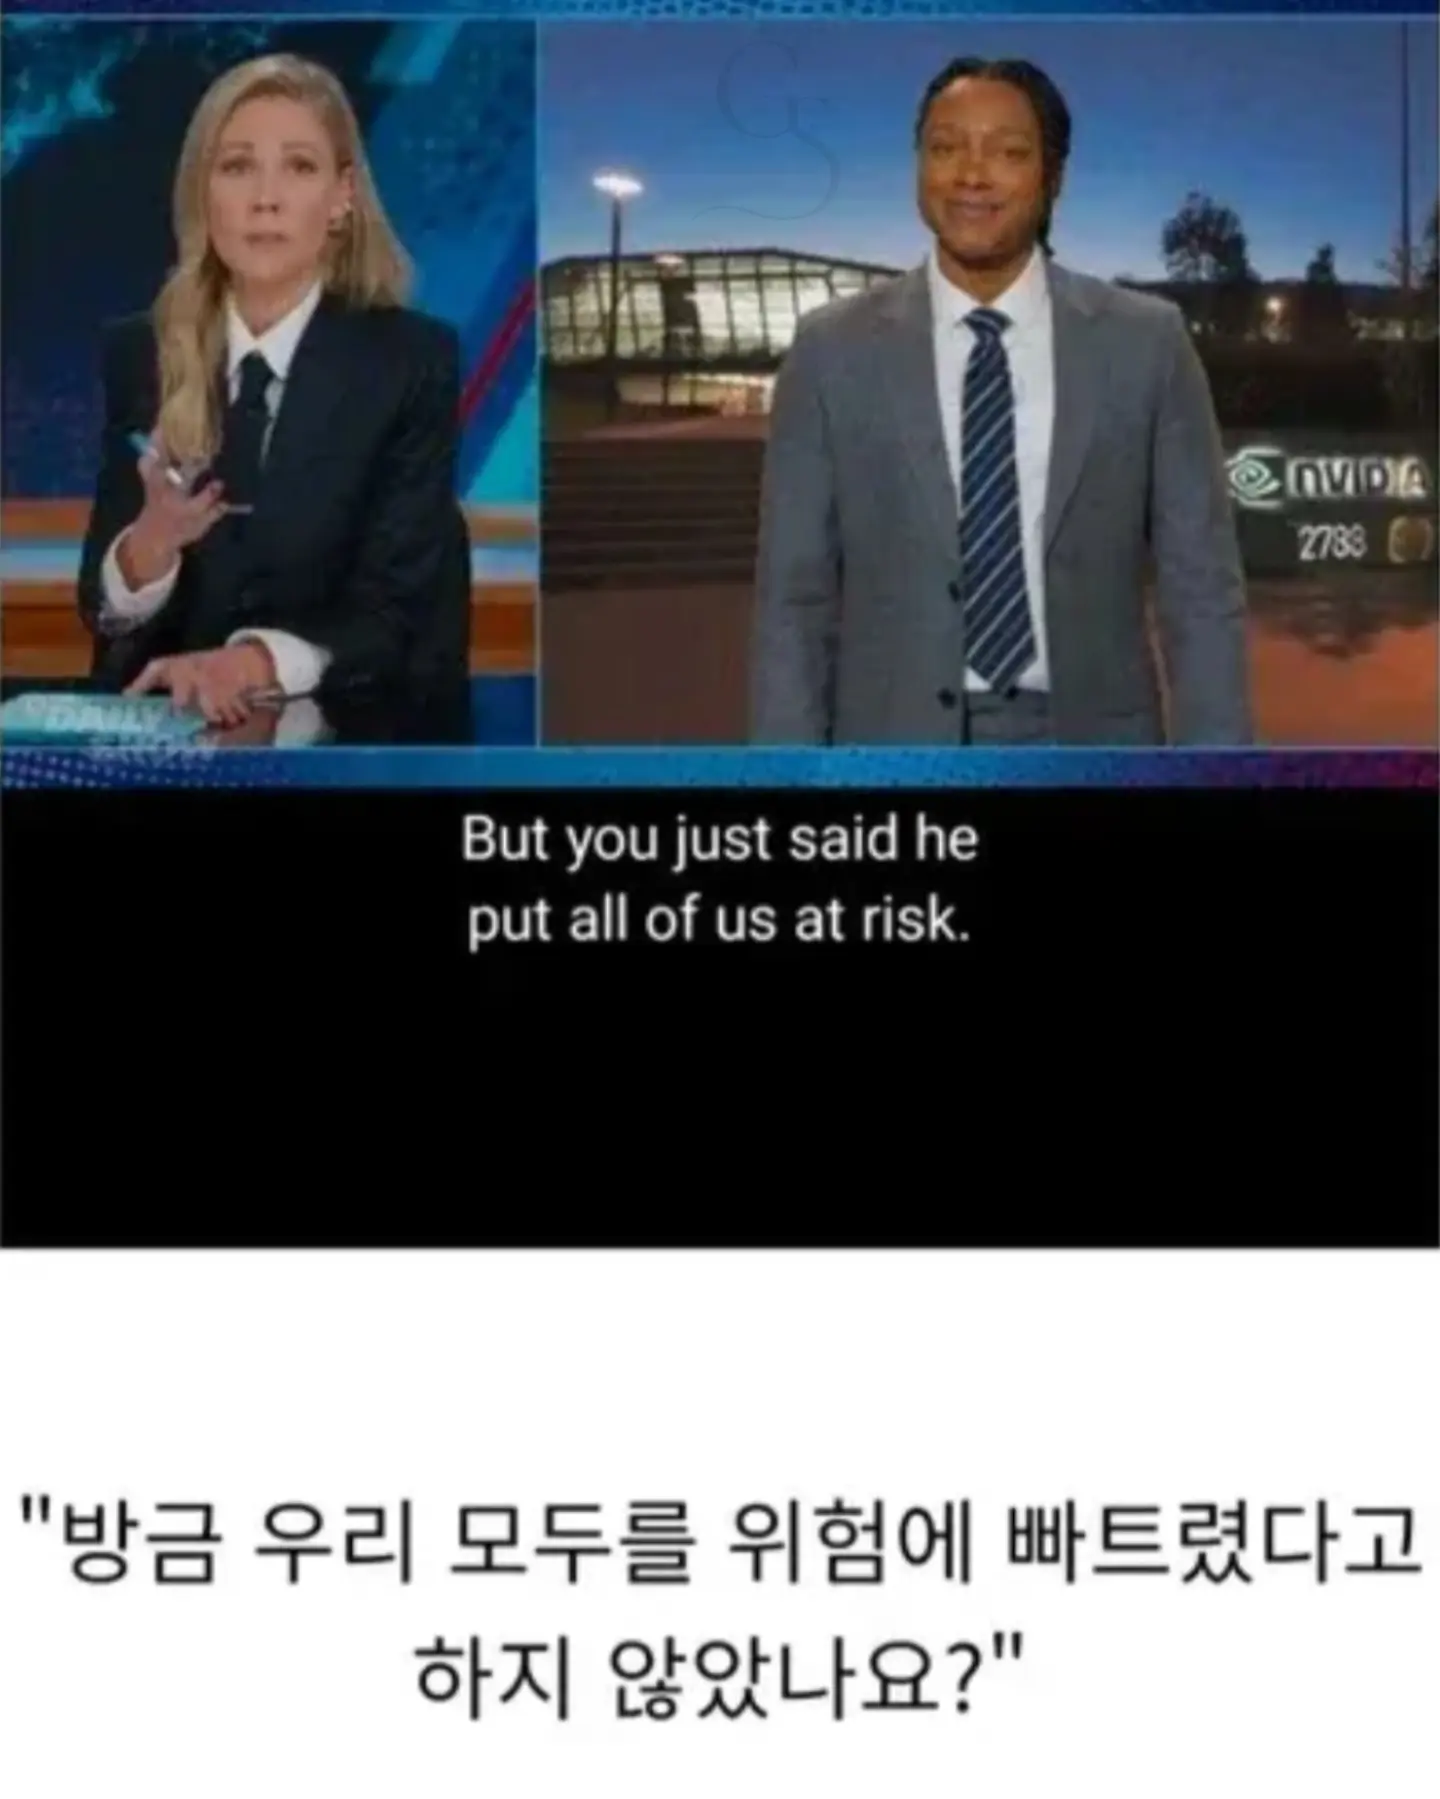 NVIDIA
2788
DAILY
But you just said he
put all of us at risk.
"방금 우리 모두를 위험에 빠트렸다고
하지 않았나요?"